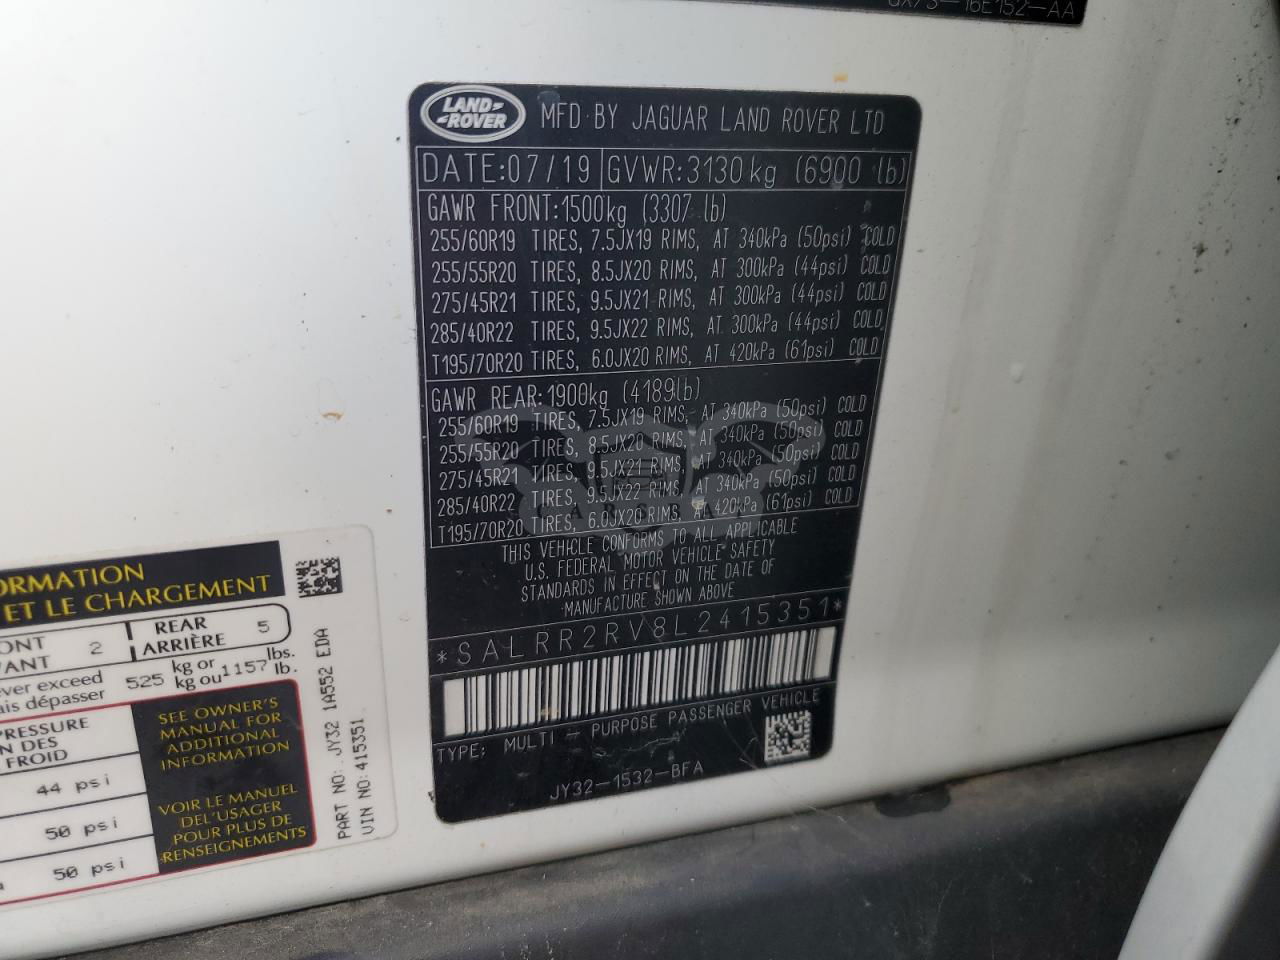 16E152-AA
LAND-
-ROVER
MFD BY JAGUAR LAND ROVER LTD
DATE:07/19 GVWR:3130kg (6900 lb)
GAWR FRONT:1500kg (3307 lb)
255/60R19 TIRES, 7.5JX19 RIMS, AT 340kPa (50psi) COLD
255/55R20 TIRES, 8.5JX20 RIMS, AT 300kPa (44psi) COLD
275/45R21 TIRES, 9.5JX21 RIMS, AT 300kPa (44psi) COLD
285/40R22 TIRES, 9.5JX22 RIMS, AT 300kPa (44psi) COLD
T195/70R20 TIRES, 6.0JX20 RIMS, AT 420kPa (61psi) COLD
GAWR REAR:1900kg (4189lb)
255/60R19 TIRES, 7.5JX19 RIMS, AT 340kPa (50psi) COLD
255/55R20 TIRES, 8.5JX20 RIMS, AT 340kPa (50psi) COLD
275/45R21 TIRES, 9.5JX21 RIMS, AT 340kPa (50psi) COLD
285/40R22 TIRES, 9.5JX22 RIMS, AT 340kPa (50psi) COLD
T195/70R20 TIRES, 6.0JX20 RIMS, AT 420kPa (61psi) COLD
THIS VEHICLE CONFORMS TO ALL APPLICABLE
U.S. FEDERAL MOTOR VEHICLE SAFETY
STANDARDS IN EFFECT ON THE DATE OF
MANUFACTURE SHOWN ABOVE
*SALRR2RV8L2415351*
TYPE: MULTI - PURPOSE PASSENGER VEHICLE
JY32-1532-BFA
ORMATION
ET LE CHARGEMENT
ONT 2 REAR 5
ANT ARRIÈRE
ever exceed 525 kg or 1157 lbs.
ais dépasser kg ou lb.
PRESSURE
N DES
FROID
44 psi
50 psi
50 psi
SEE OWNER'S
MANUAL FOR
ADDITIONAL
INFORMATION
VOIR LE MANUEL
DEL'USAGER
POUR PLUS DE
RENSEIGNEMENTS
PART NO: JY32 1A552 EDA
VIN NO: 415351